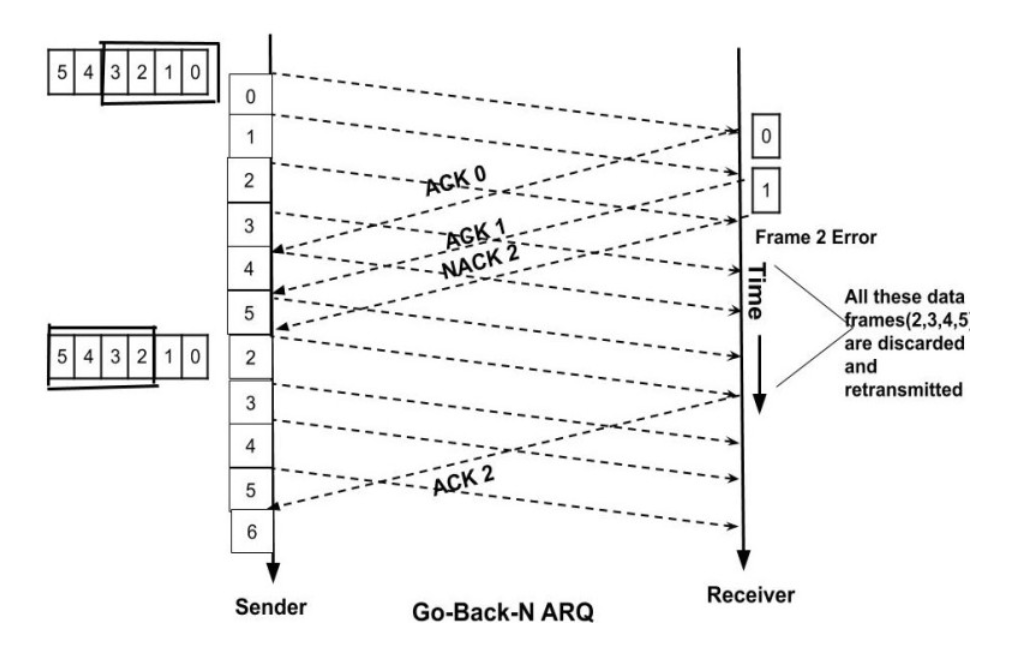 5 4 3 2 1 0
0
1
2
3
4
5
2
3
4
5
6
5 4 3 2 1 0
ACK 0
ACK 1
NACK 2
ACK 2
0
1
Frame 2 Error
Time
All these data
frames(2,3,4,5)
are discarded
and
retransmitted
Sender
Go-Back-N ARQ
Receiver